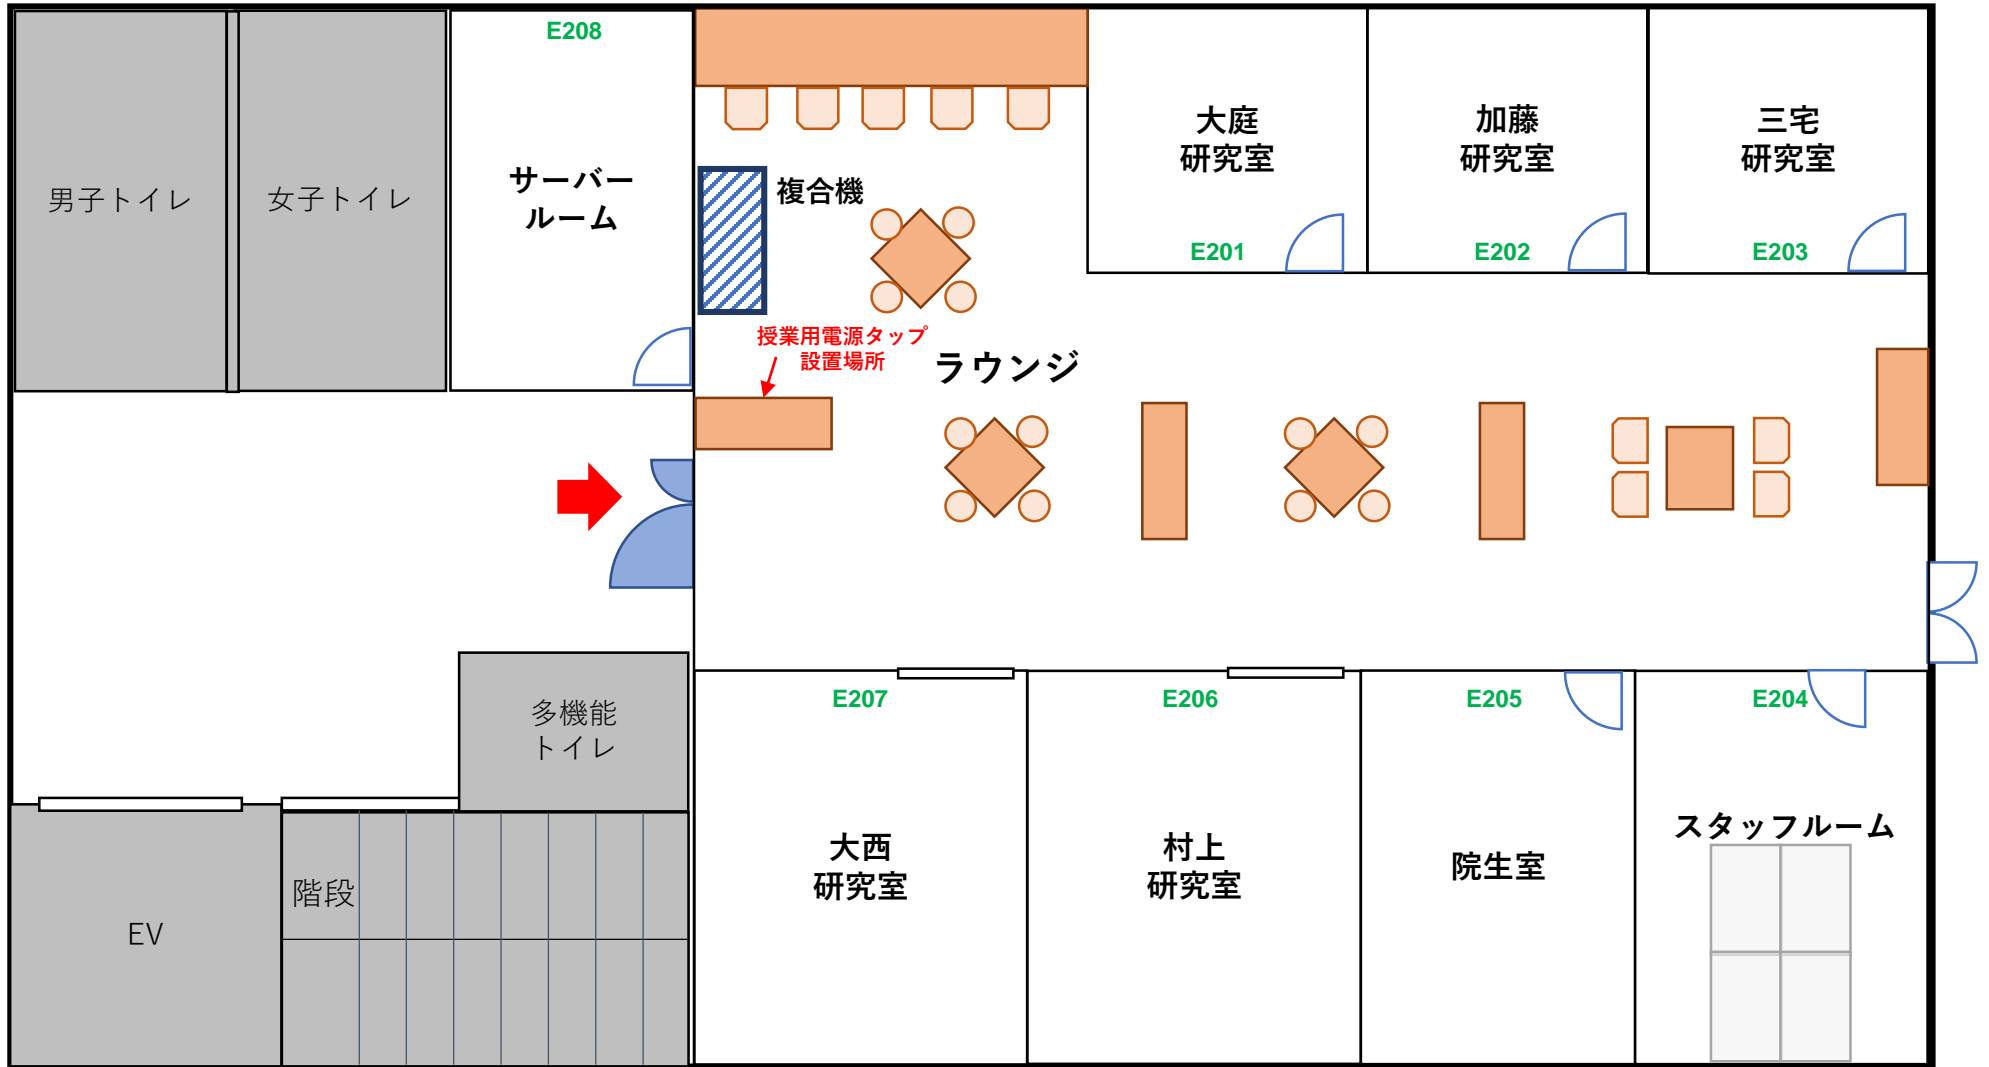 E208
サーバー
ルーム
男子トイレ
女子トイレ
複合機
大庭
研究室
E201
加藤
研究室
E202
三宅
研究室
E203
授業用電源タップ
設置場所
ラウンジ
多機能
トイレ
EV
階段
E207
大西
研究室
E206
村上
研究室
E205
院生室
E204
スタッフルーム